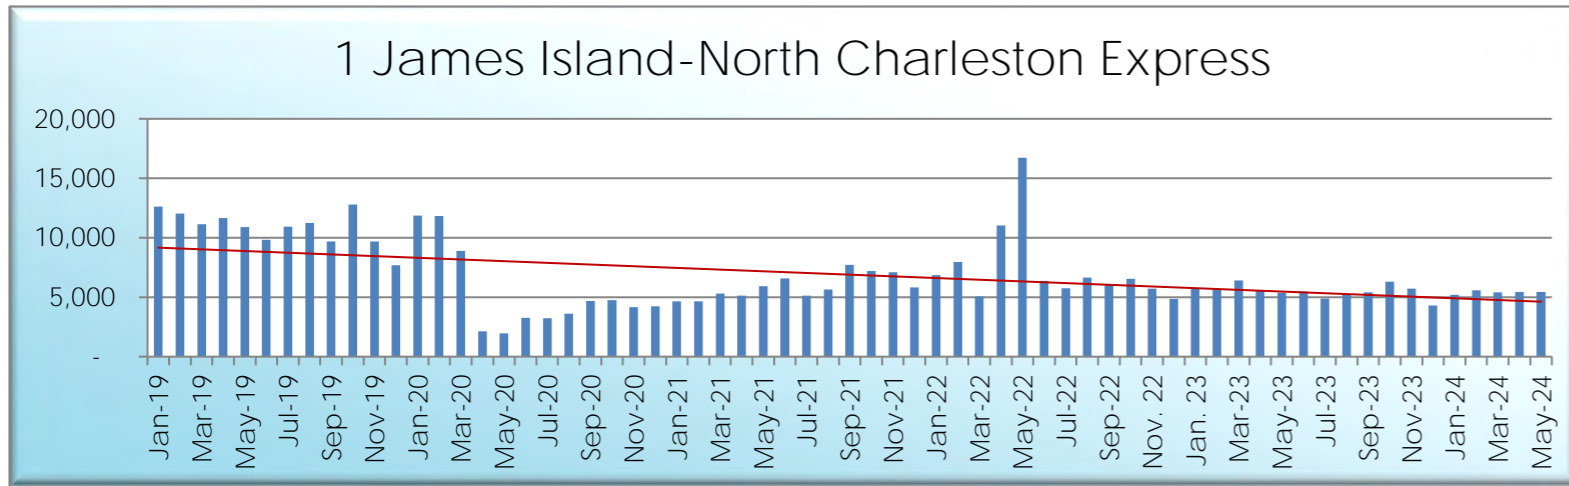 1 James Island-North Charleston Express
20,000
15,000
10,000
5,000
-
Jan-19
Mar-19
May-19
Jul-19
Sep-19
Nov-19
Jan-20
Mar-20
May-20
Jul-20
Sep-20
Nov-20
Jan-21
Mar-21
May-21
Jul-21
Sep-21
Nov-21
Jan-22
Mar-22
May-22
Jul-22
Sep-22
Nov. 22
Jan. 23
Mar-23
May-23
Jul-23
Sep-23
Nov-23
Jan-24
Mar-24
May-24